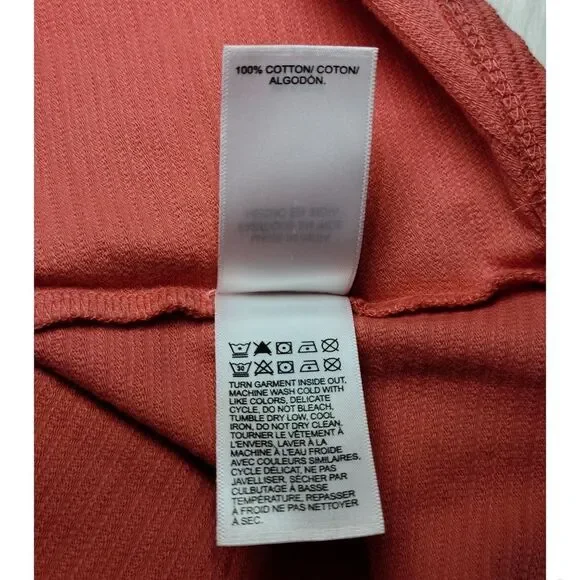 100% COTTON/ COTON/
ALGODÓN.
30
TURN GARMENT INSIDE OUT,
MACHINE WASH COLD WITH
LIKE COLORS, DELICATE
CYCLE, DO NOT BLEACH.
TUMBLE DRY LOW, COOL
IRON, DO NOT DRY CLEAN.
TOURNER LE VÊTEMENT À
L'ENVERS, LAVER À LA
MACHINE À L'EAU FROIDE
AVEC COULEURS SIMILAIRES,
CYCLE DÉLICAT, NE PAS
JAVELLISER, SÉCHER PAR
CULBUTAGE À BASSE
TEMPÉRATURE, REPASSER
À FROID NE PAS NETTOYER
À SEC.